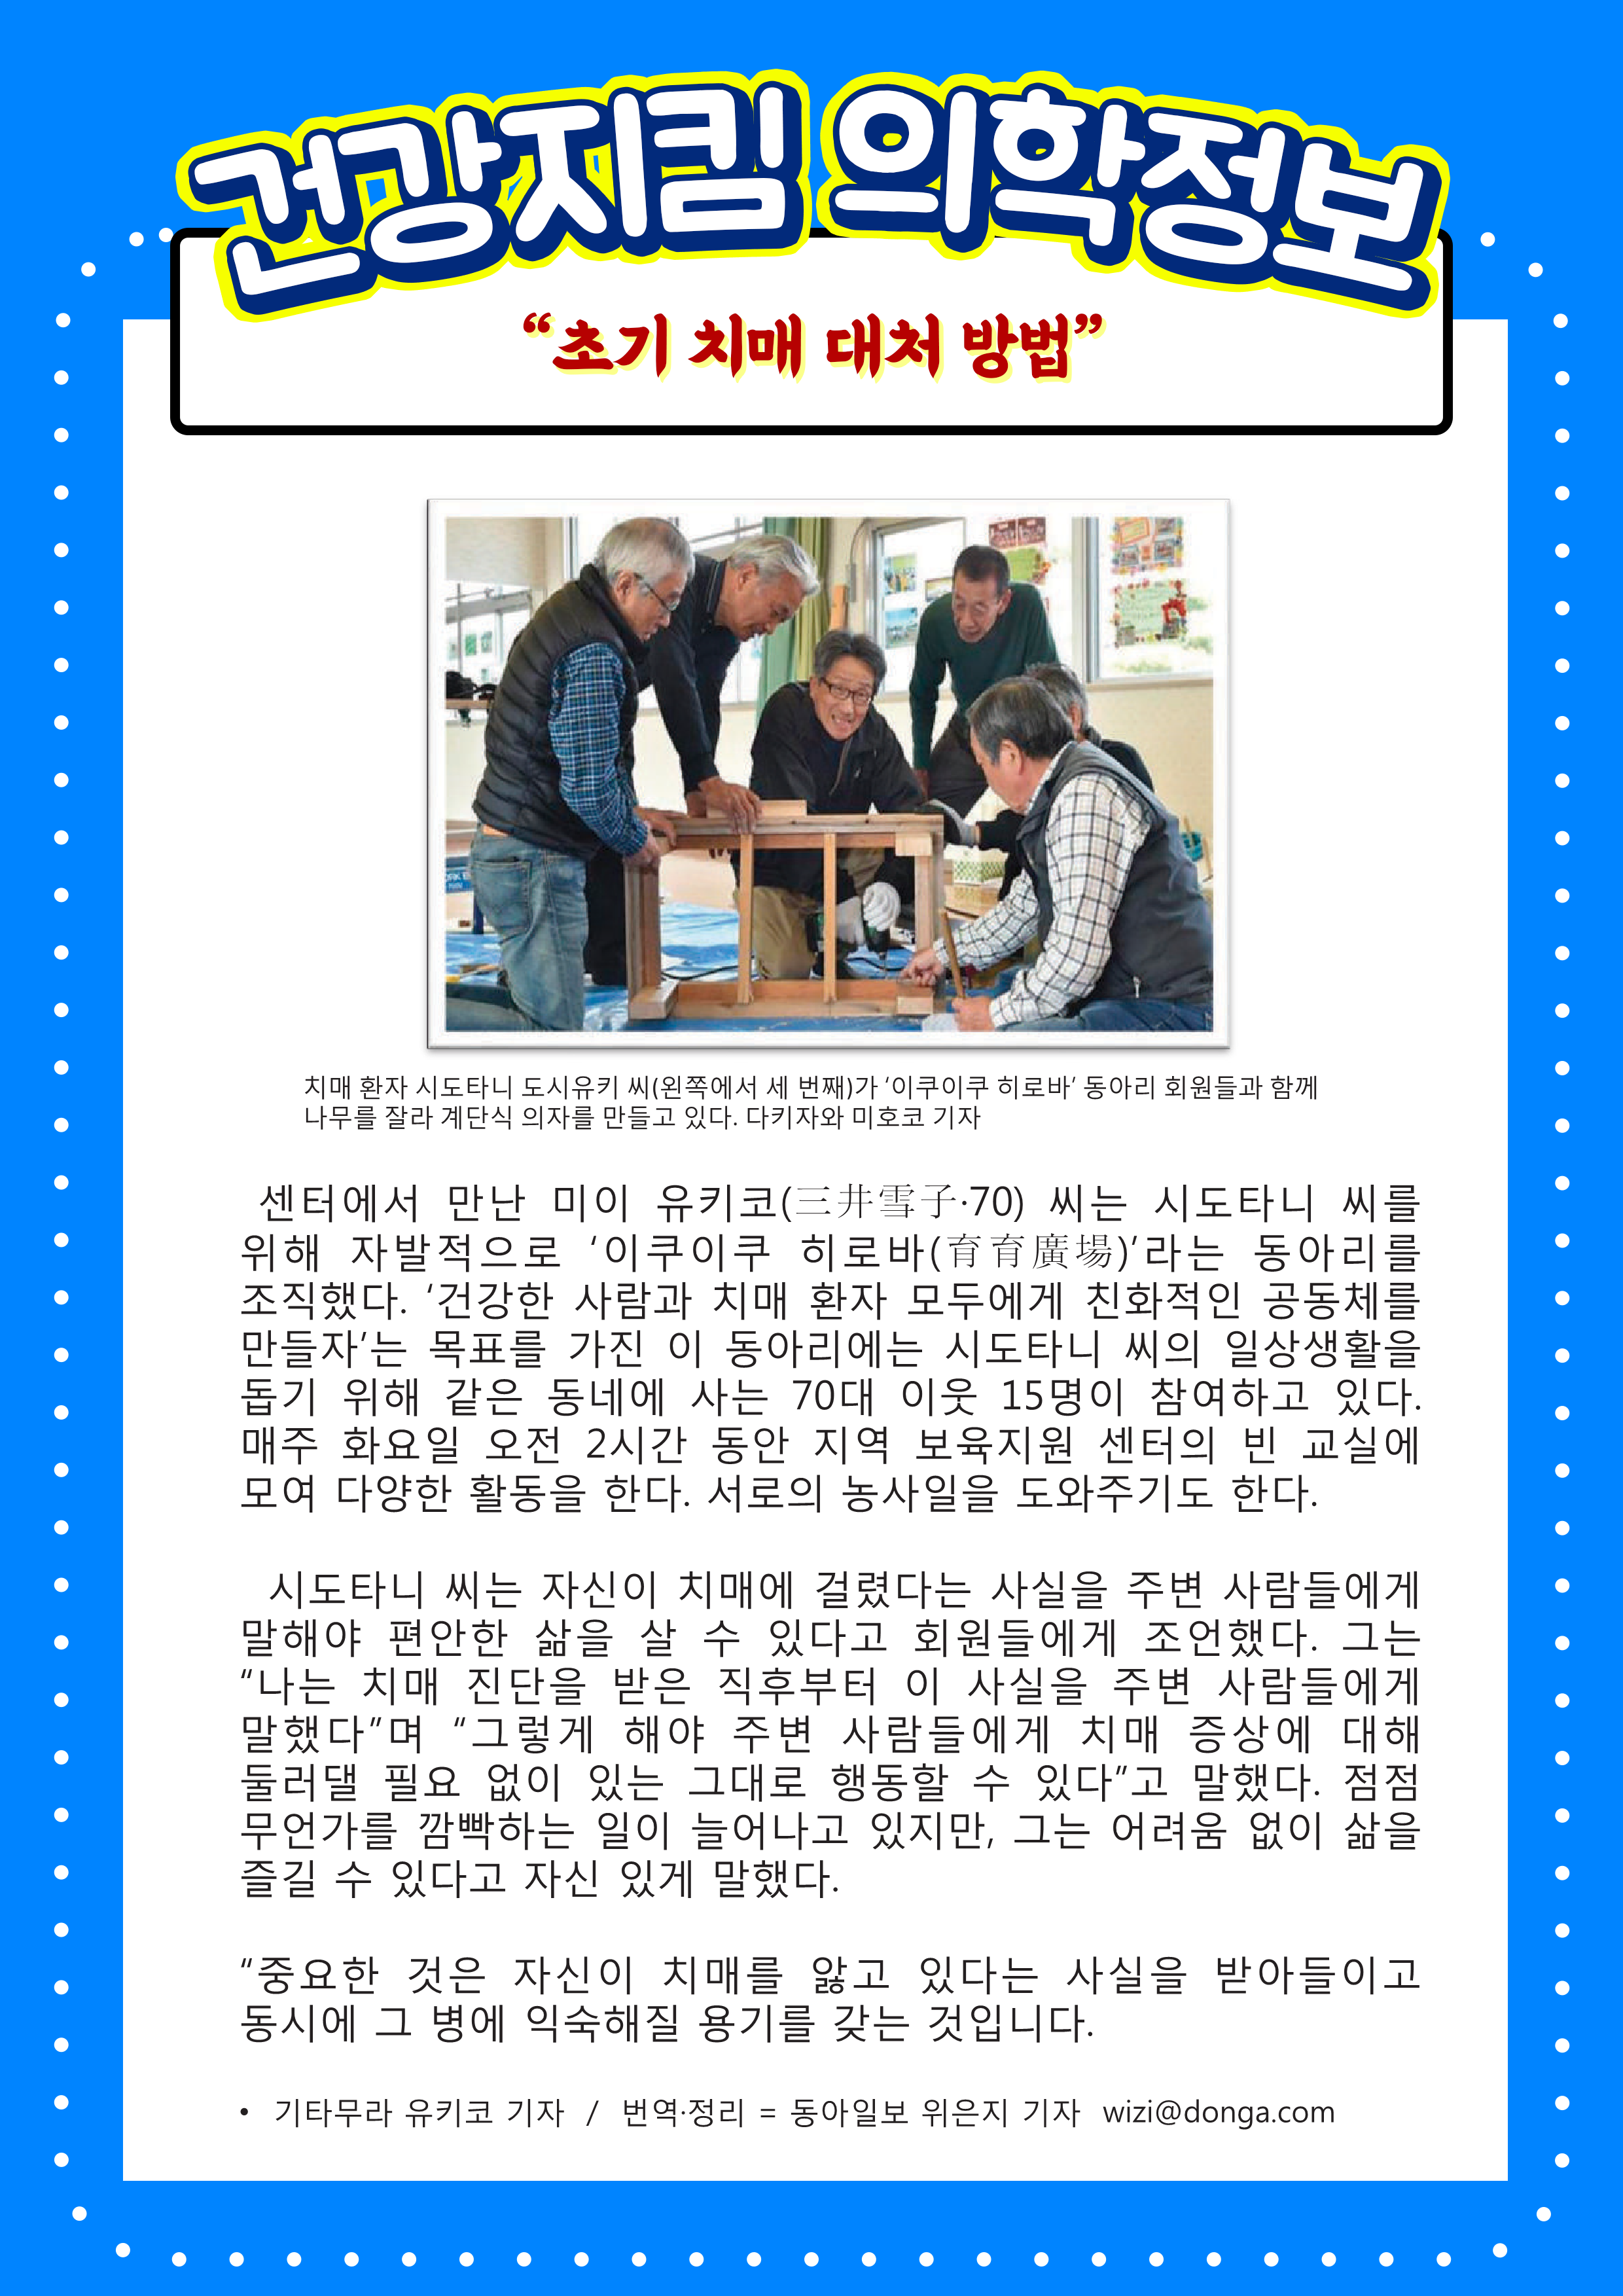 건강지킴 의학정보
“초기 치매 대처 방법”
치매 환자 시도타니 도시유키 씨(왼쪽에서 세 번째)가 ‘이쿠이쿠 히로바’ 동아리 회원들과 함께
나무를 잘라 계단식 의자를 만들고 있다. 다키자와 미호코 기자
센터에서 만난 미이 유키코(三井雪子·70) 씨는 시도타니 씨를
위해 자발적으로 ‘이쿠이쿠 히로바(育育廣場)’라는 동아리를
조직했다. ‘건강한 사람과 치매 환자 모두에게 친화적인 공동체를
만들자’는 목표를 가진 이 동아리에는 시도타니 씨의 일상생활을
돕기 위해 같은 동네에 사는 70대 이웃 15명이 참여하고 있다.
매주 화요일 오전 2시간 동안 지역 보육지원 센터의 빈 교실에
모여 다양한 활동을 한다. 서로의 농사일을 도와주기도 한다.
시도타니 씨는 자신이 치매에 걸렸다는 사실을 주변 사람들에게
말해야 편안한 삶을 살 수 있다고 회원들에게 조언했다. 그는
“나는 치매 진단을 받은 직후부터 이 사실을 주변 사람들에게
말했다”며 “그렇게 해야 주변 사람들에게 치매 증상에 대해
둘러댈 필요 없이 있는 그대로 행동할 수 있다”고 말했다. 점점
무언가를 깜빡하는 일이 늘어나고 있지만, 그는 어려움 없이 삶을
즐길 수 있다고 자신 있게 말했다.
“중요한 것은 자신이 치매를 앓고 있다는 사실을 받아들이고
동시에 그 병에 익숙해질 용기를 갖는 것입니다.
• 기타무라 유키코 기자 / 번역·정리 = 동아일보 위은지 기자 wizi@donga.com